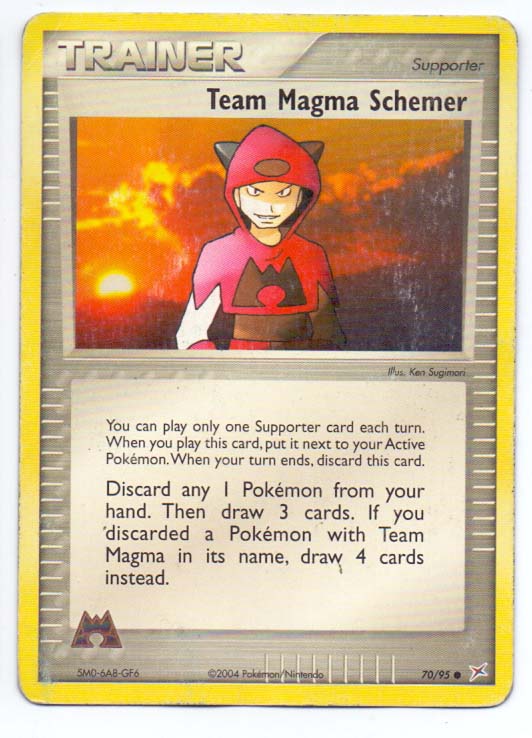 TRAINER
Supporter
Team Magma Schemer
Illus. Ken Sugimori
You can play only one Supporter card each turn.
When you play this card, put it next to your Active
Pokémon. When your turn ends, discard this card.
Discard any 1 Pokémon from your
hand. Then draw 3 cards. If you
discarded a Pokémon with Team
Magma in its name, draw 4 cards
instead.
5M0-6A8-GF6
©2004 Pokémon/Nintendo
70/95